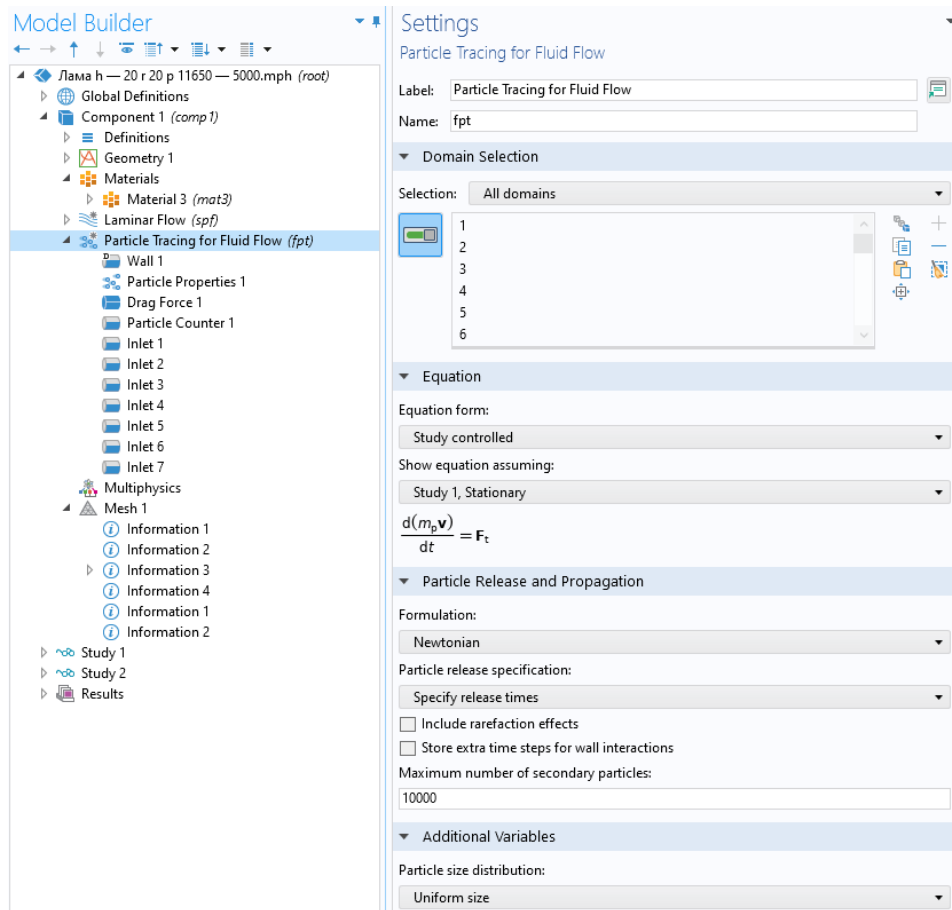 Model Builder
Лама h — 20 r 20 p 11650 — 5000.mph (root)
Global Definitions
Component 1 (comp1)
Definitions
Geometry 1
Materials
Material 3 (mat3)
Laminar Flow (spf)
Particle Tracing for Fluid Flow (fpt)
Wall 1
Particle Properties 1
Drag Force 1
Particle Counter 1
Inlet 1
Inlet 2
Inlet 3
Inlet 4
Inlet 5
Inlet 6
Inlet 7
Multiphysics
Mesh 1
Information 1
Information 2
Information 3
Information 4
Information 1
Information 2
Study 1
Study 2
Results
Settings
Particle Tracing for Fluid Flow
Label: Particle Tracing for Fluid Flow
Name: fpt
Domain Selection
Selection: All domains
1
2
3
4
5
6
Equation
Equation form:
Study controlled
Show equation assuming:
Study 1, Stationary
d(mₚv)/dt = Fₜ
Particle Release and Propagation
Formulation:
Newtonian
Particle release specification:
Specify release times
Include rarefaction effects
Store extra time steps for wall interactions
Maximum number of secondary particles:
10000
Additional Variables
Particle size distribution:
Uniform size